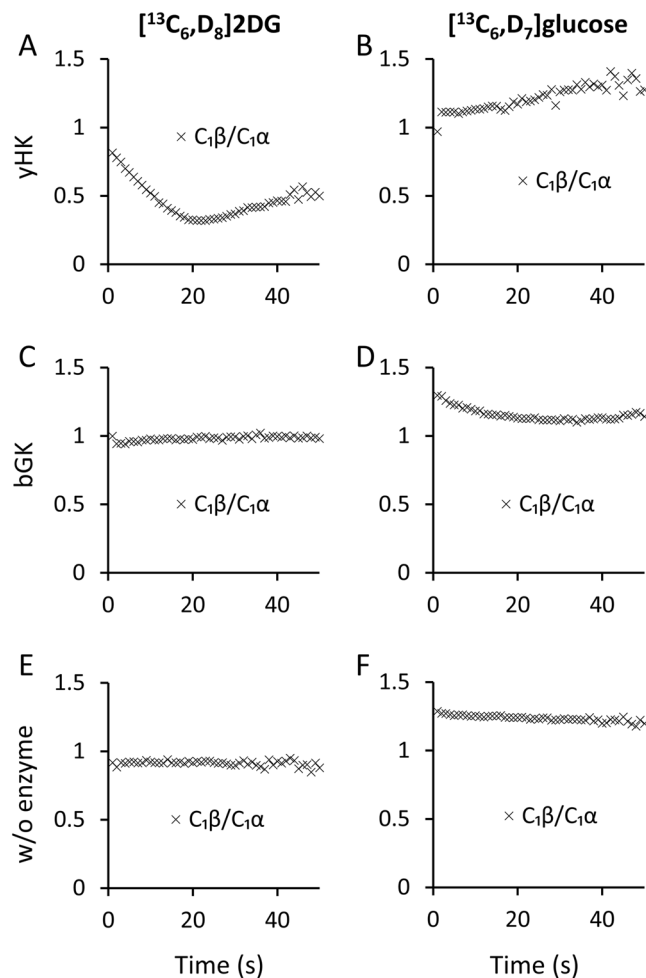 [¹³C₆,D₈]2DG
[¹³C₆,D₇]glucose
A
yHK
1.5
1
0.5
0
× C₁β/C₁α
0
20
40
B
1.5
1
0.5
0
× C₁β/C₁α
0
20
40
C
bGK
1.5
1
0.5
0
× C₁β/C₁α
0
20
40
D
1.5
1
0.5
0
× C₁β/C₁α
0
20
40
E
w/o enzyme
1.5
1
0.5
0
× C₁β/C₁α
0
20
40
Time (s)
F
1.5
1
0.5
0
× C₁β/C₁α
0
20
40
Time (s)